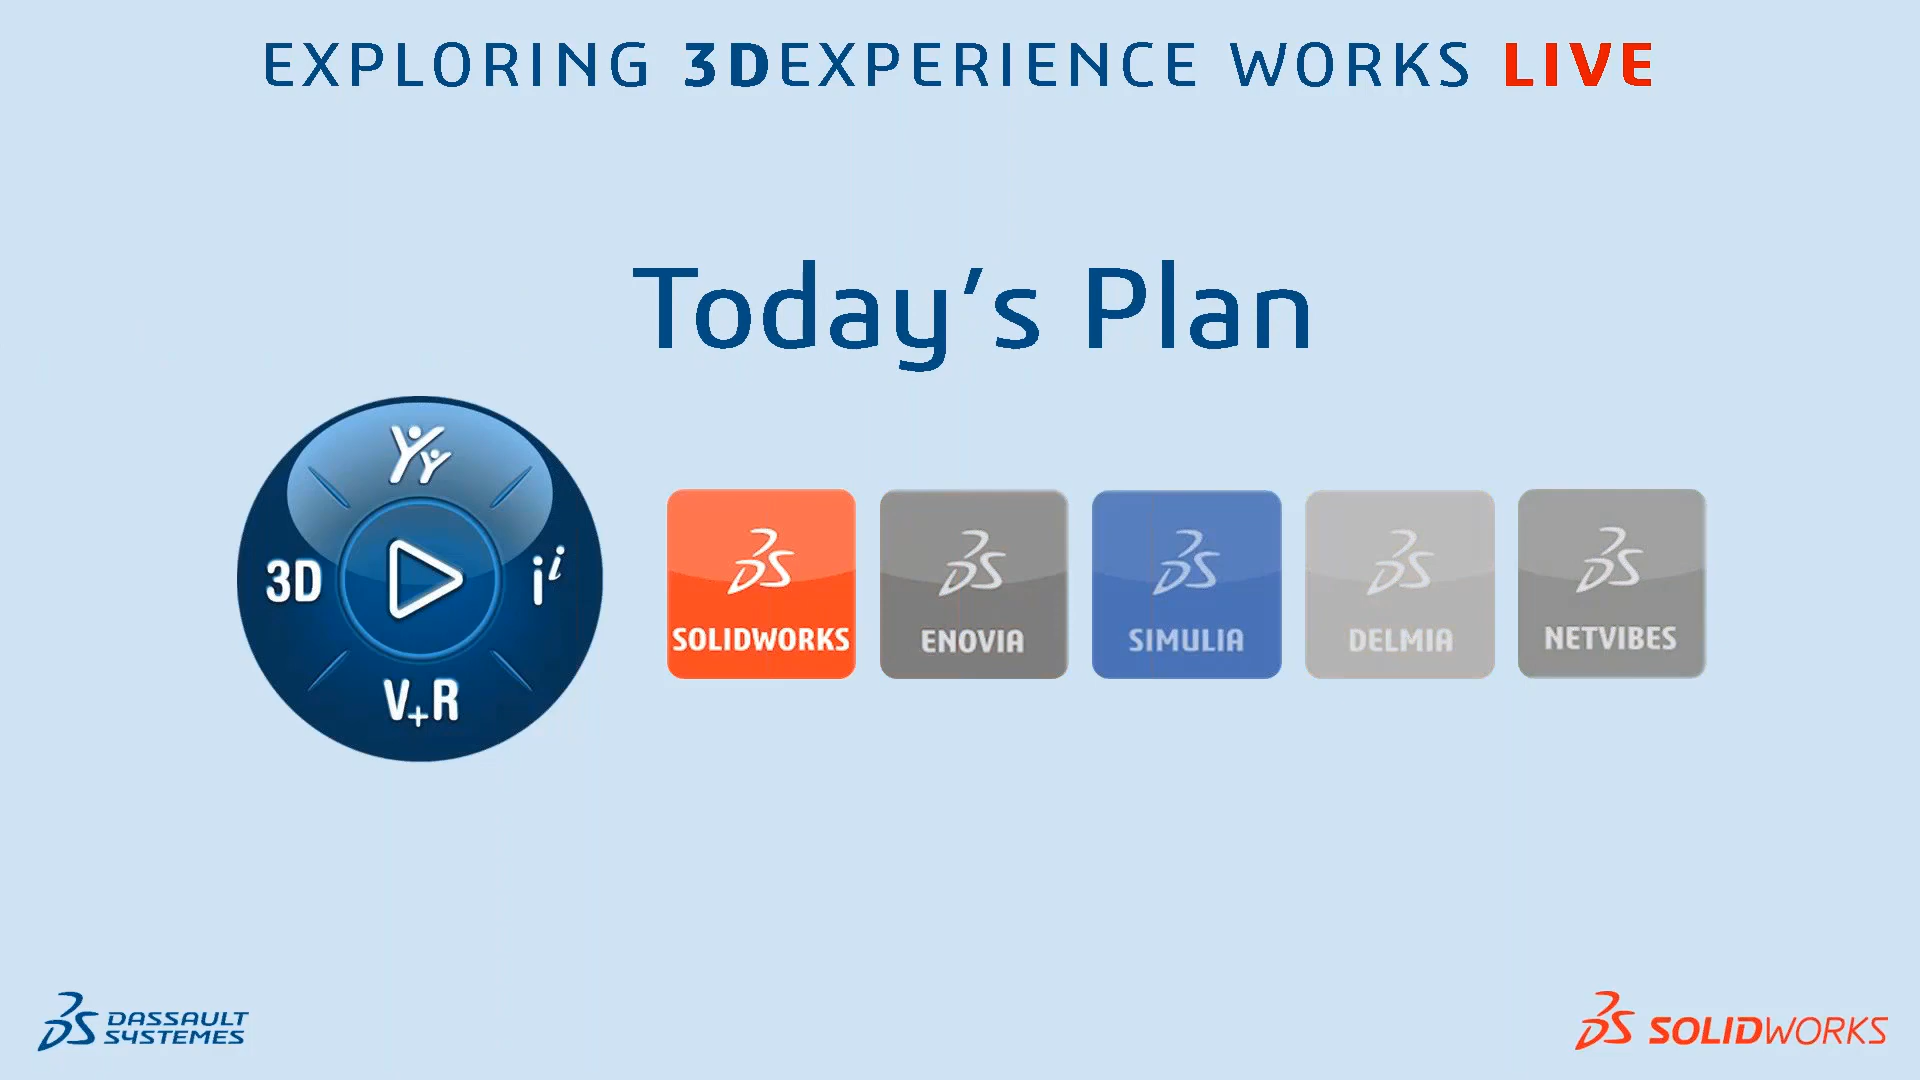 EXPLORING 3DEXPERIENCE WORKS LIVE
Today's Plan
3D
i i
V+R
SOLIDWORKS
ENOVIA
SIMULIA
DELMIA
NETVIBES
DASSAULT
SYSTEMES
SOLIDWORKS